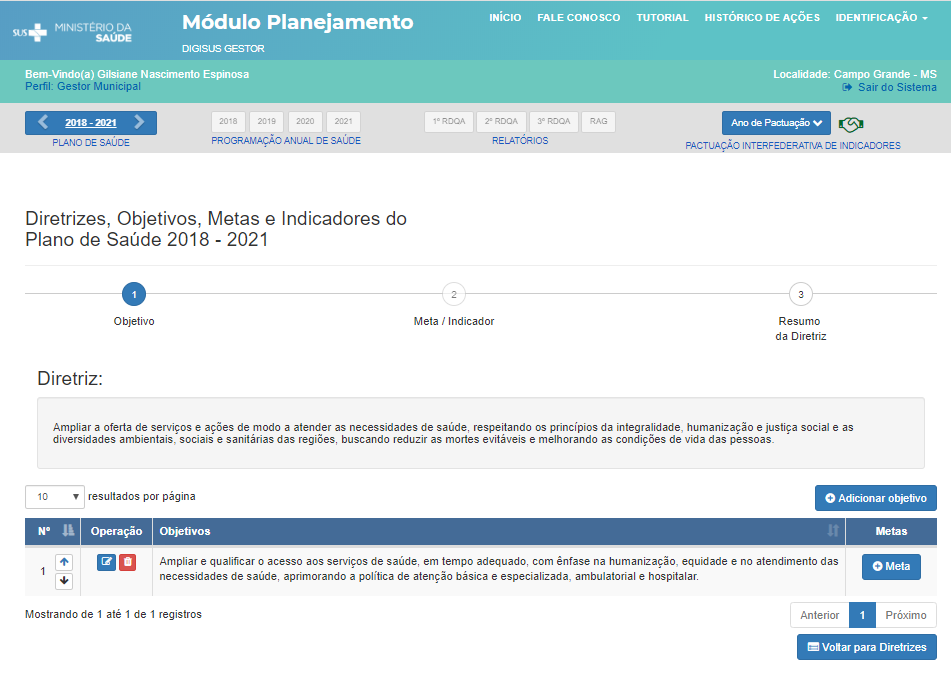 SUS MINISTÉRIO DA SAÚDE
Módulo Planejamento
DIGISUS GESTOR
INÍCIO FALE CONOSCO TUTORIAL HISTÓRICO DE AÇÕES IDENTIFICAÇÃO
Bem-Vindo(a) Gilsiane Nascimento Espinosa
Perfil: Gestor Municipal
Localidade: Campo Grande - MS
Sair do Sistema
2018 - 2021
PLANO DE SAÚDE
2018 2019 2020 2021
PROGRAMAÇÃO ANUAL DE SAÚDE
1º RDQA 2º RDQA 3º RDQA RAG
RELATÓRIOS
Ano de Pactuação
PACTUAÇÃO INTERFEDERATIVA DE INDICADORES
Diretrizes, Objetivos, Metas e Indicadores do
Plano de Saúde 2018 - 2021
1 2 3
Objetivo Meta / Indicador Resumo
da Diretriz
Diretriz:
Ampliar a oferta de serviços e ações de modo a atender as necessidades de saúde, respeitando os princípios da integralidade, humanização e justiça social e as
diversidades ambientais, sociais e sanitárias das regiões, buscando reduzir as mortes evitáveis e melhorando as condições de vida das pessoas.
10 resultados por página
Adicionar objetivo
Nº Operação Objetivos Metas
1 Ampliar e qualificar o acesso aos serviços de saúde, em tempo adequado, com ênfase na humanização, equidade e no atendimento das
necessidades de saúde, aprimorando a política de atenção básica e especializada, ambulatorial e hospitalar.
Meta
Mostrando de 1 até 1 de 1 registros
Anterior 1 Próximo
Voltar para Diretrizes